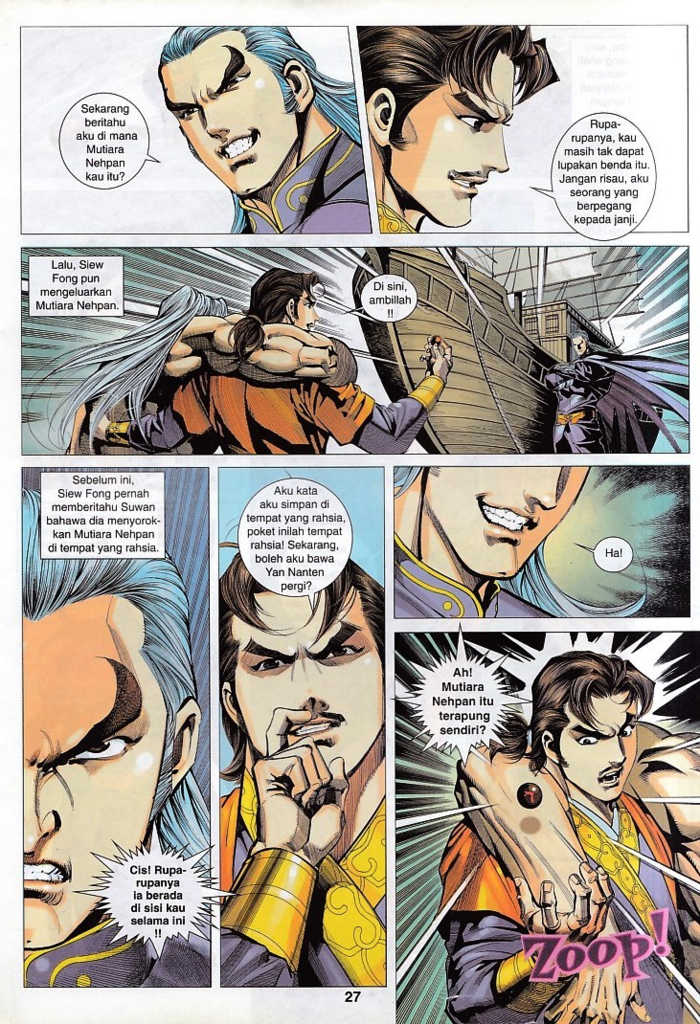 Sekarang
beritahu
aku di mana
Mutiara
Nehpan
kau itu?
Rupa-
rupanya, kau
masih tak dapat
lupakan benda itu.
Jangan risau, aku
seorang yang
berpegang
kepada janji.
Lalu, Siew
Fong pun
mengeluarkan
Mutiara Nehpan.
Di sini,
ambillah
!!
Sebelum ini,
Siew Fong pernah
memberitahu Suwan
bahawa dia menyorok-
kan Mutiara Nehpan
di tempat yang rahsia.
Cis! Rupa-
rupanya
ia berada
di sisi kau
selama ini
!!
Aku kata
aku simpan di
tempat yang rahsia,
poket inilah tempat
rahsia! Sekarang,
boleh aku bawa
Yan Nanten
pergi?
Ha!
Ah!
Mutiara
Nehpan itu
terapung
sendiri?
ZOOP!
27